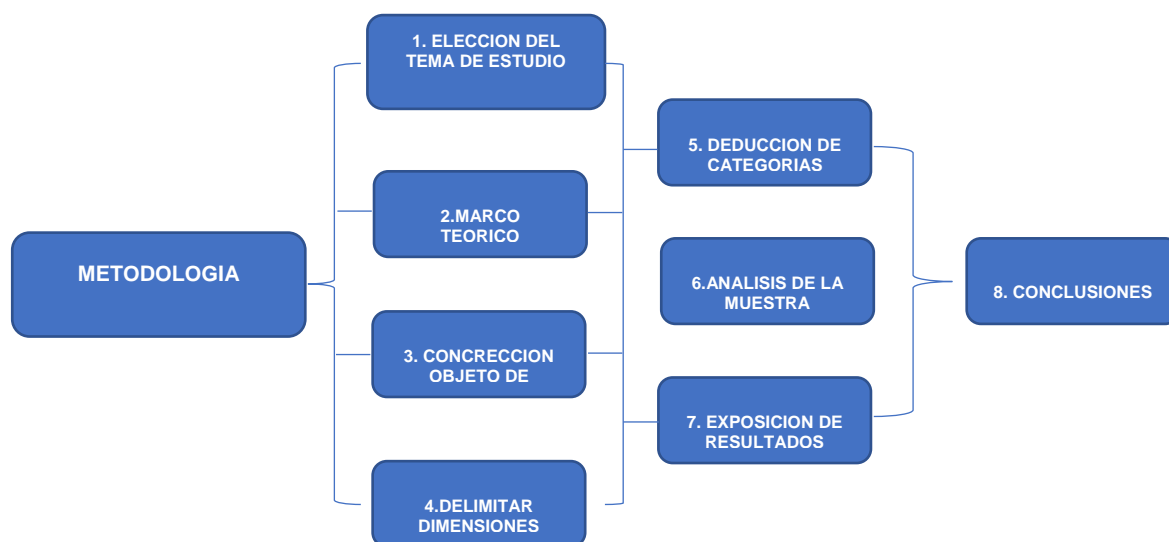 METODOLOGIA
1. ELECCION DEL
TEMA DE ESTUDIO
2.MARCO
TEORICO
3. CONCRECCION
OBJETO DE
4.DELIMITAR
DIMENSIONES
5. DEDUCCION DE
CATEGORIAS
6.ANALISIS DE LA
MUESTRA
7. EXPOSICION DE
RESULTADOS
8. CONCLUSIONES